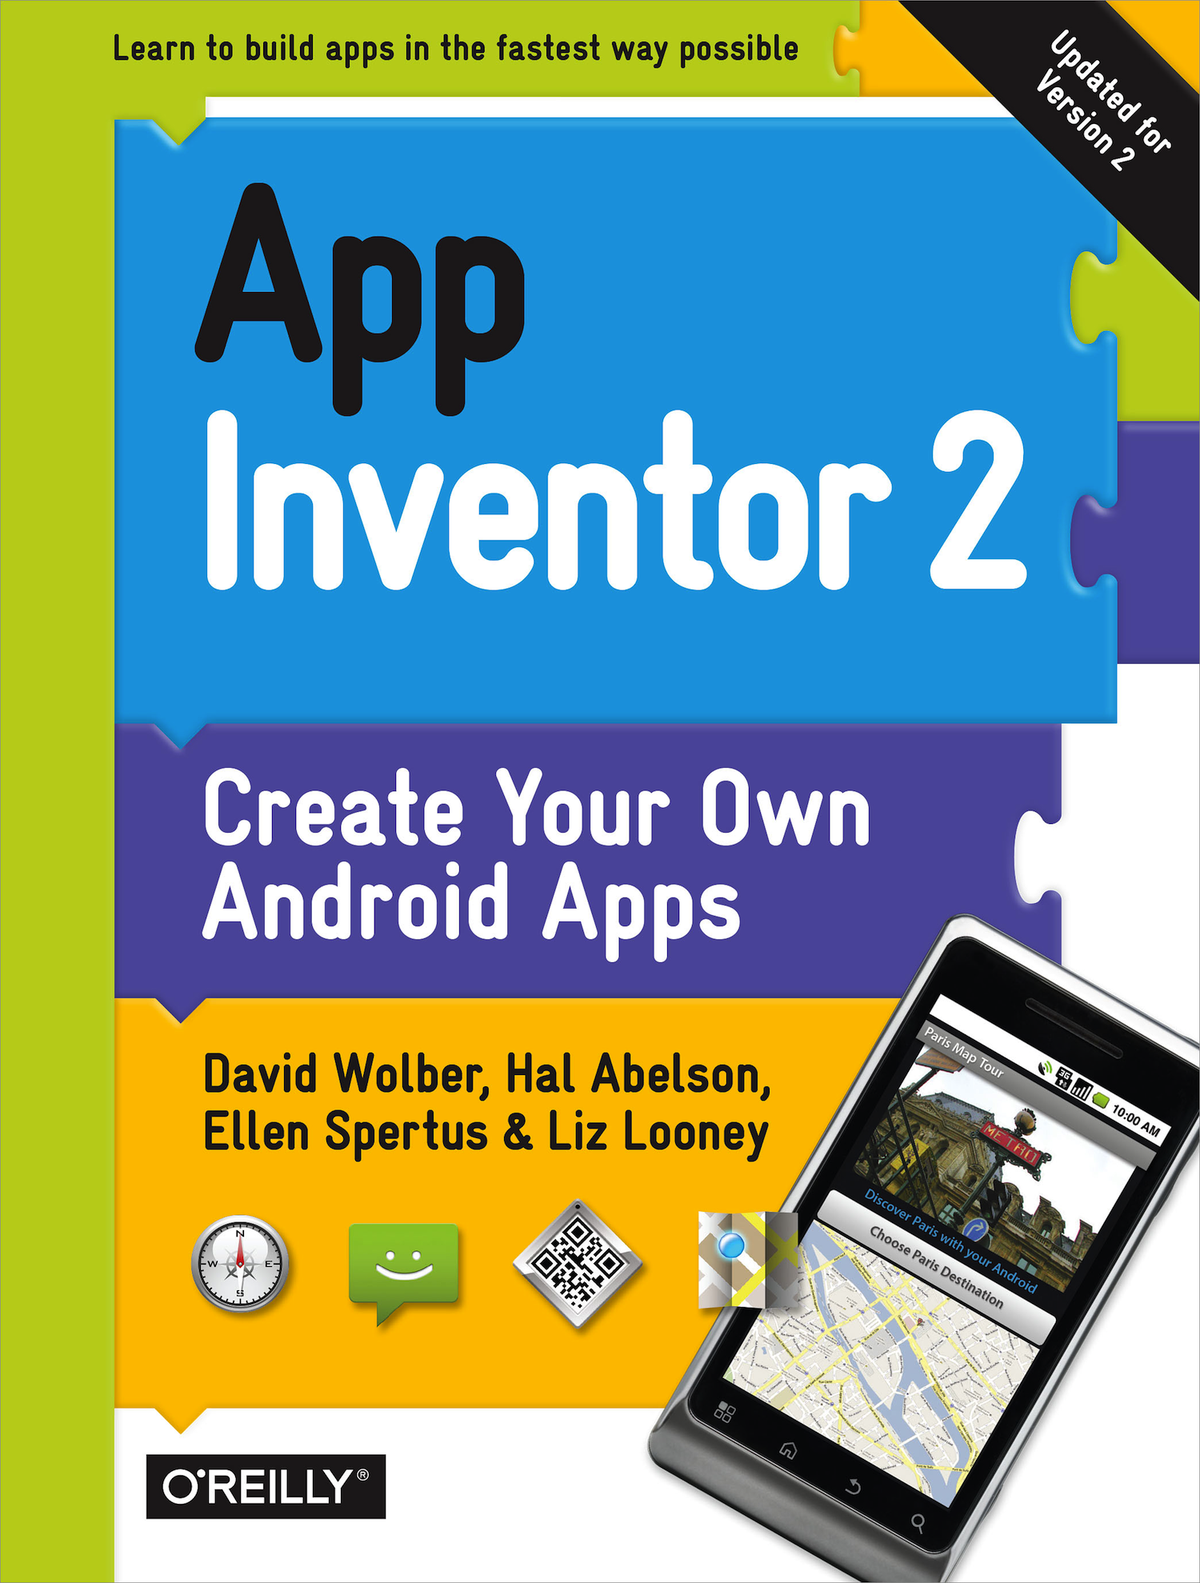 Learn to build apps in the fastest way possible
Updated for
Version 2
App
Inventor 2
Create Your Own
Android Apps
David Wolber, Hal Abelson,
Ellen Spertus & Liz Looney
N
W
E
S
Paris Map Tour
3G
10:00 AM
METRO
Discover Paris with your Android
Choose Paris Destination
O'REILLY®